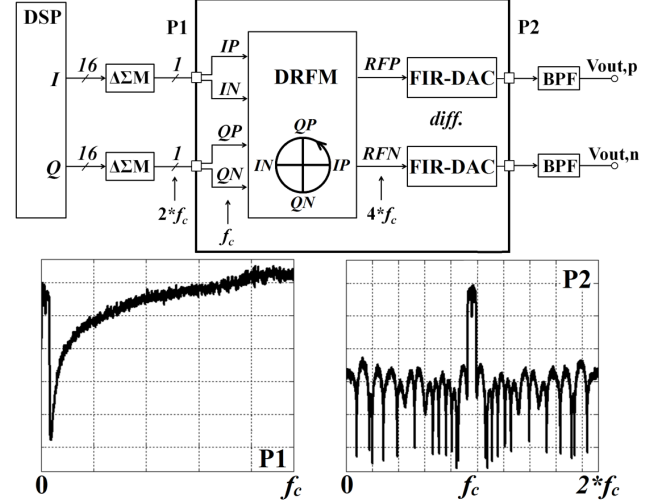 DSP
P1
P2
I
16
ΔΣM
1
IP
IN
DRFM
RFP
FIR-DAC
BPF
Vout,p
diff.
Q
16
ΔΣM
1
QP
QN
QP
IN
IP
QN
RFN
FIR-DAC
BPF
Vout,n
2*fc
fc
4*fc
P1
0
fc
P2
0
fc
2*fc